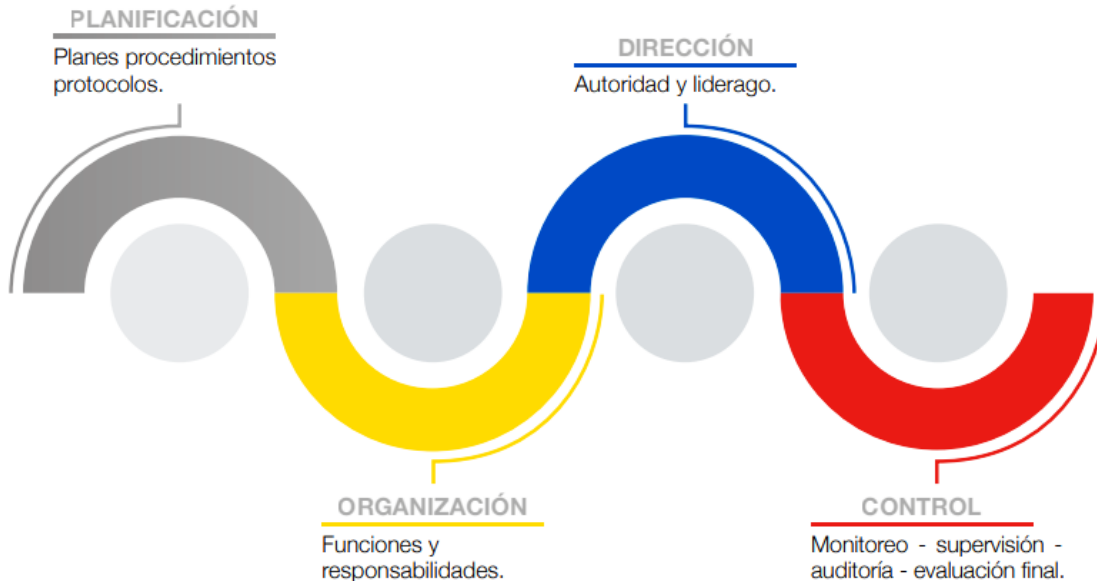 PLANIFICACIÓN
Planes procedimientos
protocolos.
DIRECCIÓN
Autoridad y liderago.
ORGANIZACIÓN
Funciones y
responsabilidades.
CONTROL
Monitoreo - supervisión -
auditoría - evaluación final.